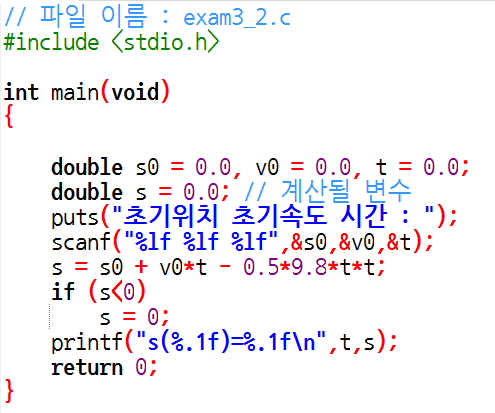 // 파일 이름 : exam3_2.c
#include <stdio.h>
int main(void)
{
double s0 = 0.0, v0 = 0.0, t = 0.0;
double s = 0.0; // 계산될 변수
puts("초기위치 초기속도 시간 : ");
scanf("%lf %lf %lf",&s0,&v0,&t);
s = s0 + v0*t - 0.5*9.8*t*t;
if (s<0)
s = 0;
printf("s(%.1f)=%.1f\n",t,s);
return 0;
}